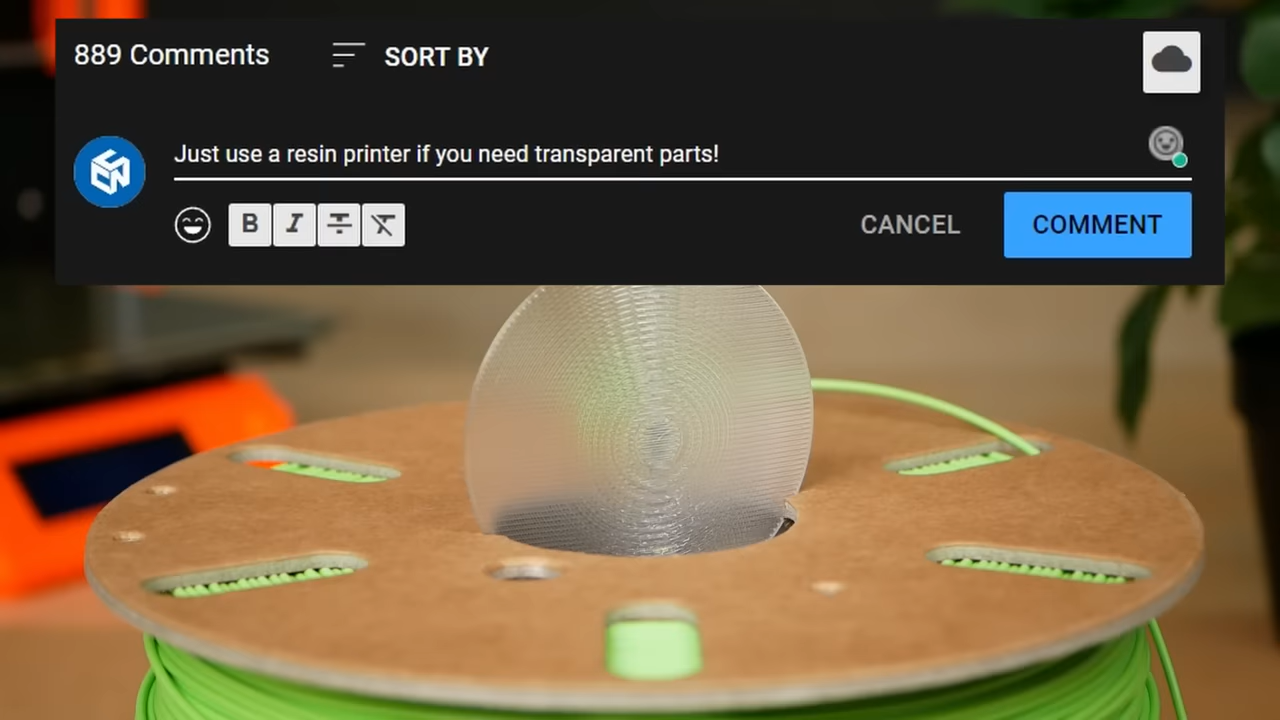 889 Comments
SORT BY
Just use a resin printer if you need transparent parts!
B I T T
CANCEL
COMMENT